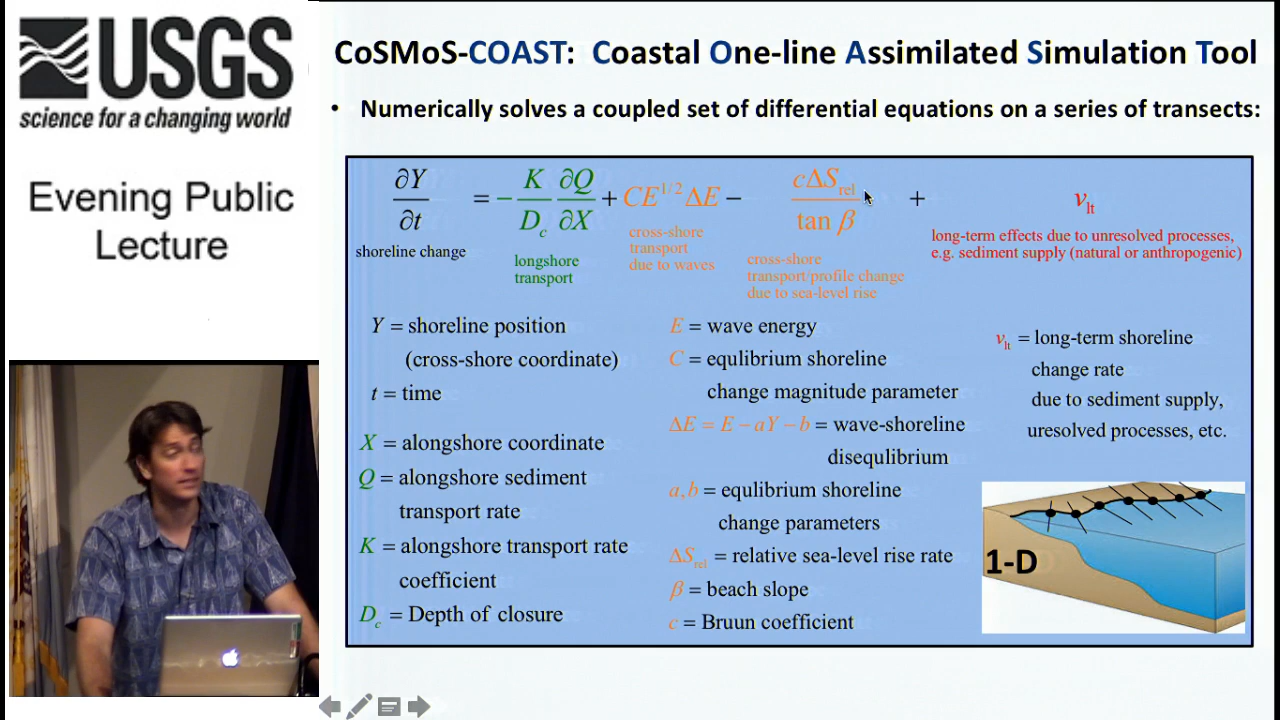 USGS
science for a changing world
Evening Public
Lecture
CoSMoS-COAST: Coastal One-line Assimilated Simulation Tool
• Numerically solves a coupled set of differential equations on a series of transects:
∂Y/∂t = − K/D_c ∂Q/∂X + CE^1/2 ΔE − cΔS_rel/tan β + v_lt
shoreline change
longshore
transport
cross-shore
transport
due to waves
cross-shore
transport/profile change
due to sea-level rise
long-term effects due to unresolved processes,
e.g. sediment supply (natural or anthropogenic)
Y = shoreline position
(cross-shore coordinate)
t = time
X = alongshore coordinate
Q = alongshore sediment
transport rate
K = alongshore transport rate
coefficient
D_c = Depth of closure
E = wave energy
C = equlibrium shoreline
change magnitude parameter
ΔE = E − aY − b = wave-shoreline
disequlibrium
a,b = equlibrium shoreline
change parameters
ΔS_rel = relative sea-level rise rate
β = beach slope
c = Bruun coefficient
v_lt = long-term shoreline
change rate
due to sediment supply,
uresolved processes, etc.
1-D